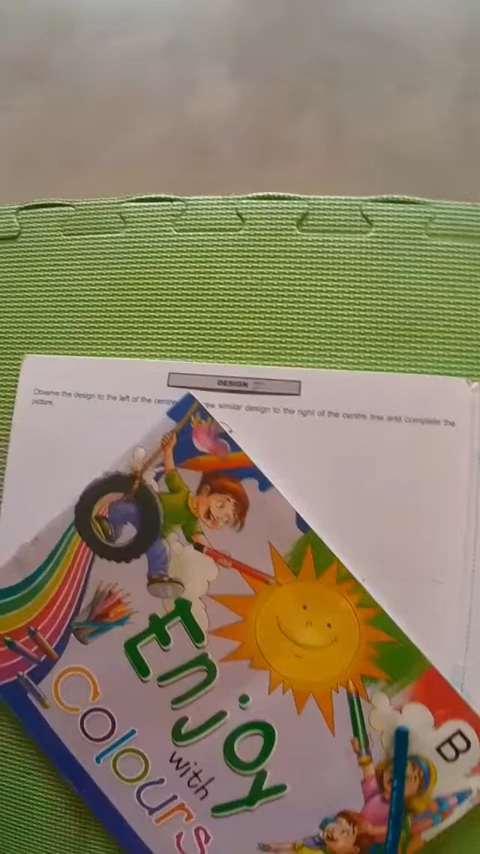 DESIGN
Observe the design to the left of the centre similar design to the right of the centre line and complete the
picture.
Enjoy
with
Colours
B